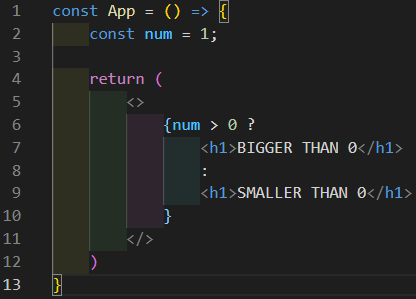 1 const App = () => {
2     const num = 1;
3
4     return (
5         <>
6             {num > 0 ?
7                 <h1>BIGGER THAN 0</h1>
8                 :
9                 <h1>SMALLER THAN 0</h1>
10             }
11         </>
12     )
13 }